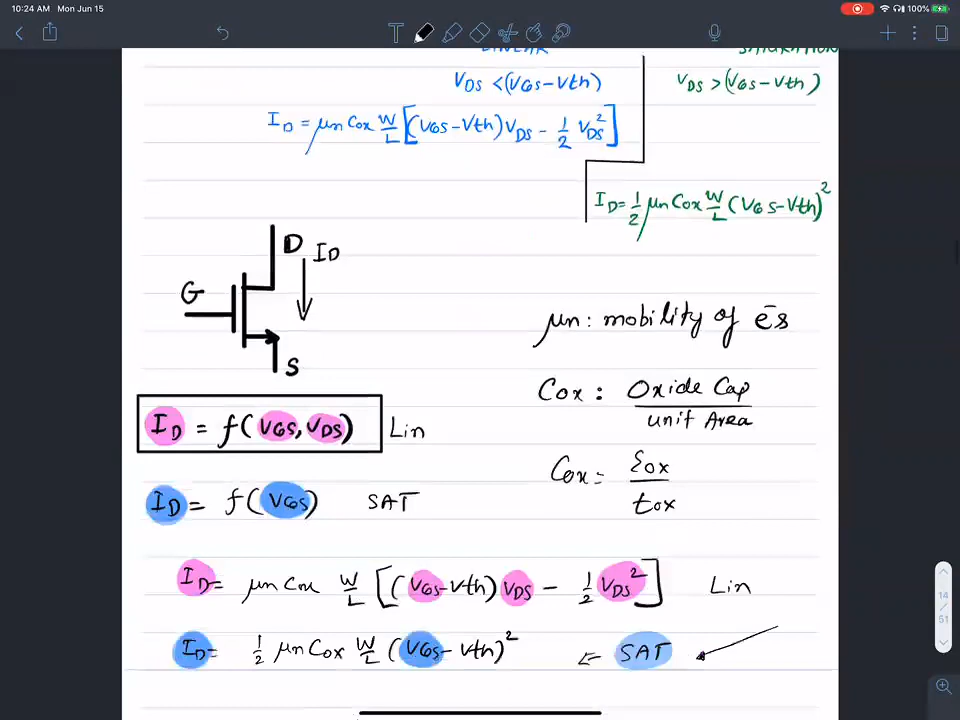 10:24 AM Mon Jun 15
100%
LINEAR
SATURATION
VDS < (VGS - Vth)
VDS > (VGS - Vth)
ID = μn Cox W/L [(VGS - Vth) VDS - 1/2 VDS²]
ID = 1/2 μn Cox W/L (VGS - Vth)²
D
ID
G
S
μn : mobility of ēs
Cox : Oxide Cap / unit Area
ID = f(VGS, VDS) Lin
Cox = εox / tox
ID = f(VGS) SAT
ID = μn Cox W/L [(VGS - Vth) VDS - 1/2 VDS²] Lin
ID = 1/2 μn Cox W/L (VGS - Vth)² ← SAT
14 / 51